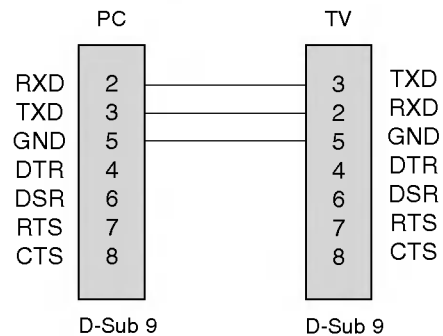 PC TV
RXD 2 3 TXD
TXD 3 2 RXD
GND 5 5 GND
DTR 4 4 DTR
DSR 6 6 DSR
RTS 7 7 RTS
CTS 8 8 CTS
D-Sub 9 D-Sub 9